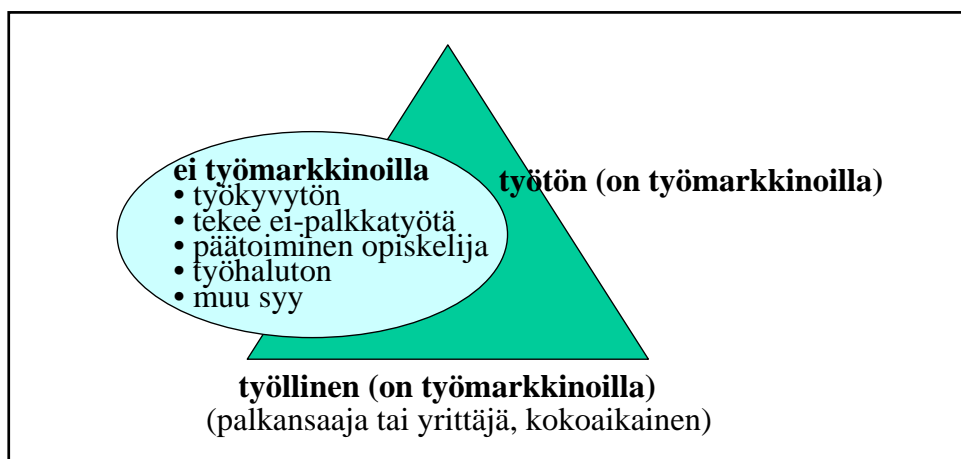 ei työmarkkinoilla
• työkyvytön
• tekee ei-palkkatyötä
• päätoiminen opiskelija
• työhaluton
• muu syy
työtön (on työmarkkinoilla)
työllinen (on työmarkkinoilla)
(palkansaaja tai yrittäjä, kokoaikainen)